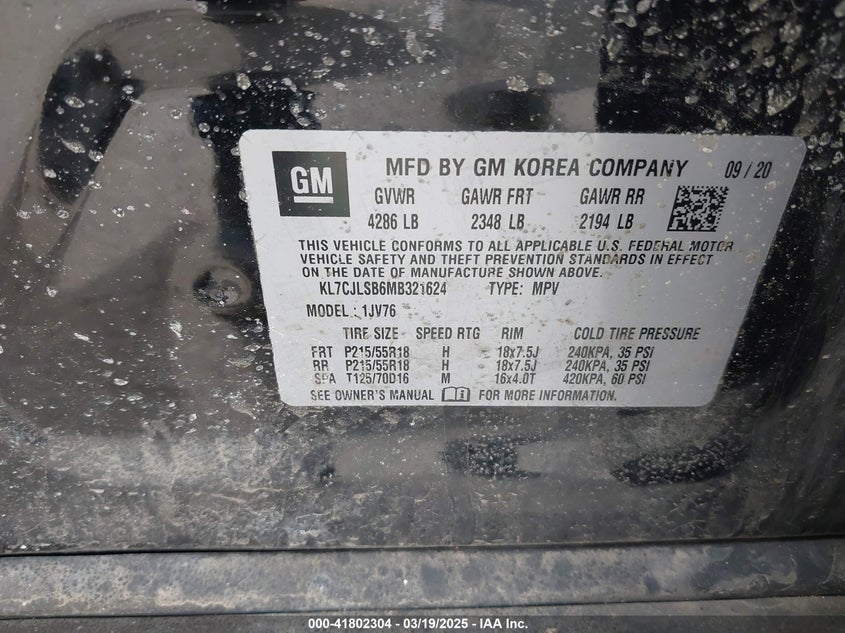 GM
MFD BY GM KOREA COMPANY 09/20
GVWR GAWR FRT GAWR RR
4286 LB 2348 LB 2194 LB
THIS VEHICLE CONFORMS TO ALL APPLICABLE U.S. FEDERAL MOTOR
VEHICLE SAFETY AND THEFT PREVENTION STANDARDS IN EFFECT
ON THE DATE OF MANUFACTURE SHOWN ABOVE.
KL7CJLSB6MB321624 TYPE: MPV
MODEL: 1JV76
TIRE SIZE SPEED RTG RIM COLD TIRE PRESSURE
FRT P215/55R18 H 18x7.5J 240KPA, 35 PSI
RR P215/55R18 H 18x7.5J 240KPA, 35 PSI
SPA T125/70D16 M 16x4.0T 420KPA, 60 PSI
SEE OWNER'S MANUAL FOR MORE INFORMATION.
000-41802304 - 03/19/2025 - IAA Inc.